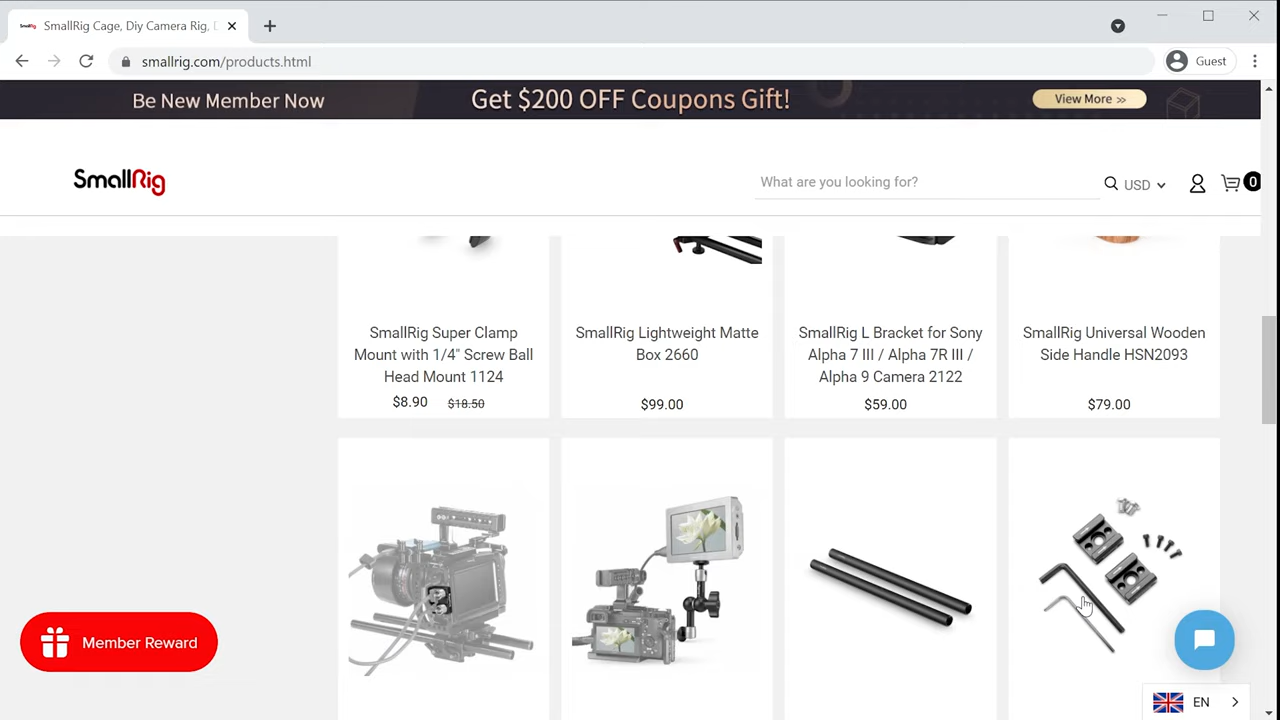 SmallRig Cage, Diy Camera Rig, D
smallrig.com/products.html
Guest
Be New Member Now
Get $200 OFF Coupons Gift!
View More >>
SmallRig
What are you looking for?
USD
0
SmallRig Super Clamp
Mount with 1/4" Screw Ball
Head Mount 1124
$8.90 $18.50
SmallRig Lightweight Matte
Box 2660
$99.00
SmallRig L Bracket for Sony
Alpha 7 III / Alpha 7R III /
Alpha 9 Camera 2122
$59.00
SmallRig Universal Wooden
Side Handle HSN2093
$79.00
Member Reward
EN